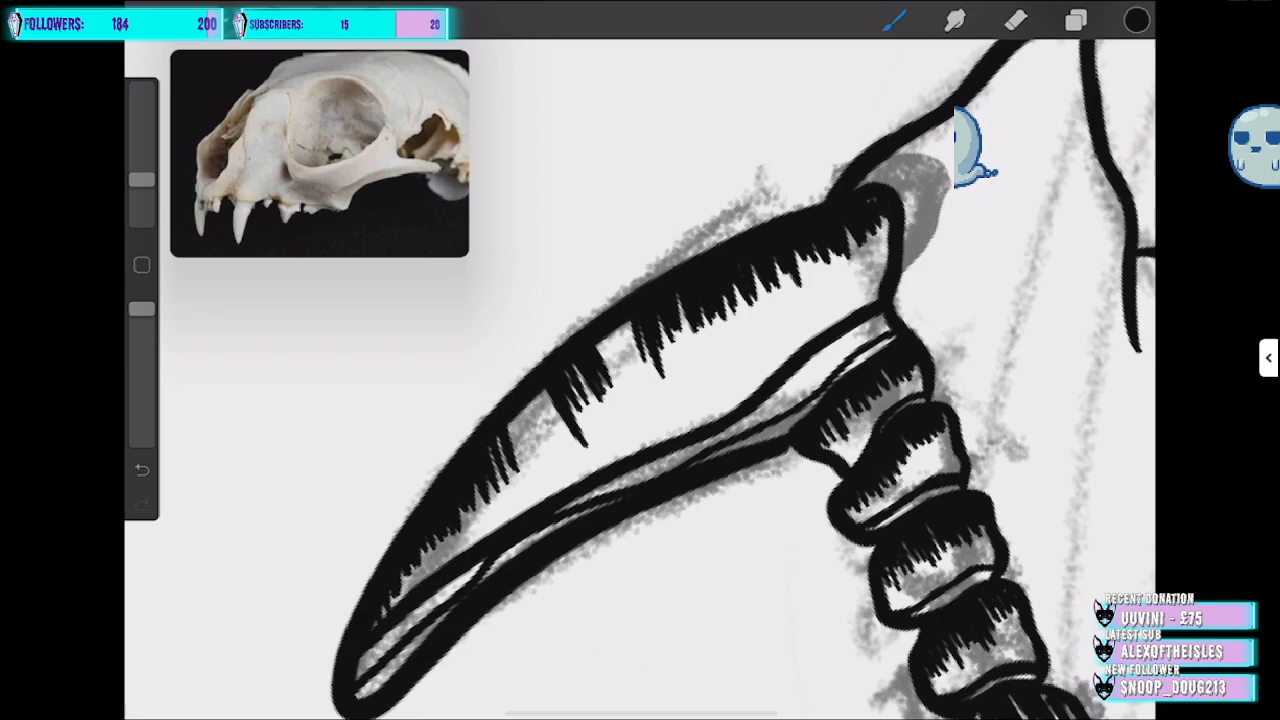 FOLLOWERS: 184 200
SUBSCRIBERS: 15 20
RECENT DONATION
UUVINI - £75
LATEST SUB
ALEXOFTHEISLES
NEW FOLLOWER
SNOOP_DOUG213